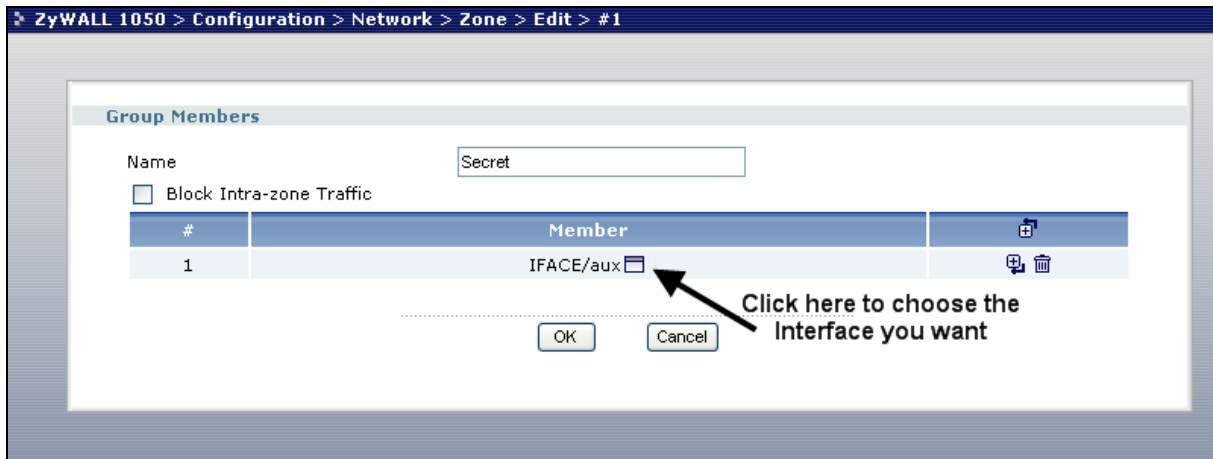 ZyWALL 1050 > Configuration > Network > Zone > Edit > #1
Group Members
Name Secret
Block Intra-zone Traffic
# Member
1 IFACE/aux
Click here to choose the
Interface you want
OK Cancel